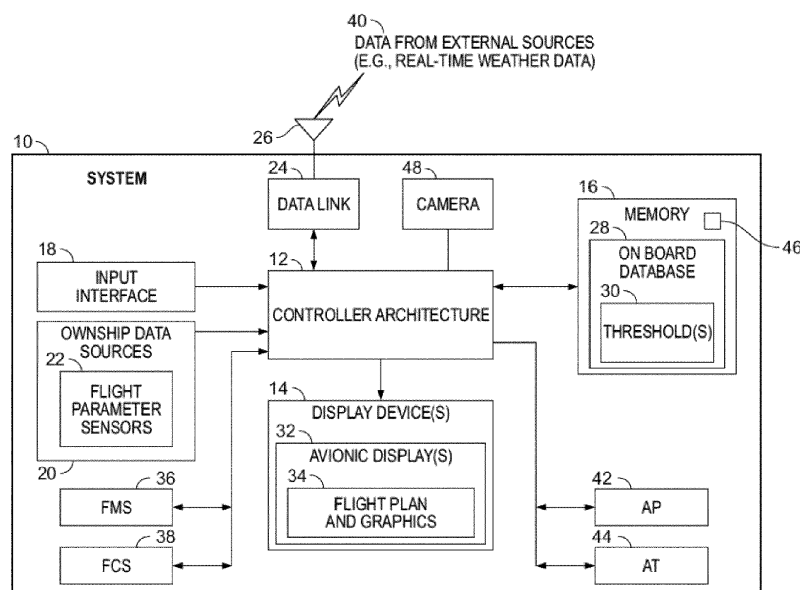 40
DATA FROM EXTERNAL SOURCES
(E.G., REAL-TIME WEATHER DATA)
26
10
SYSTEM
24
DATA LINK
48
CAMERA
16
MEMORY
46
28
ON BOARD
DATABASE
30
THRESHOLD(S)
18
INPUT
INTERFACE
12
CONTROLLER ARCHITECTURE
OWNSHIP DATA
SOURCES
22
FLIGHT
PARAMETER
SENSORS
20
14
DISPLAY DEVICE(S)
32
AVIONIC DISPLAY(S)
34
FLIGHT PLAN
AND GRAPHICS
36
FMS
38
FCS
42
AP
44
AT